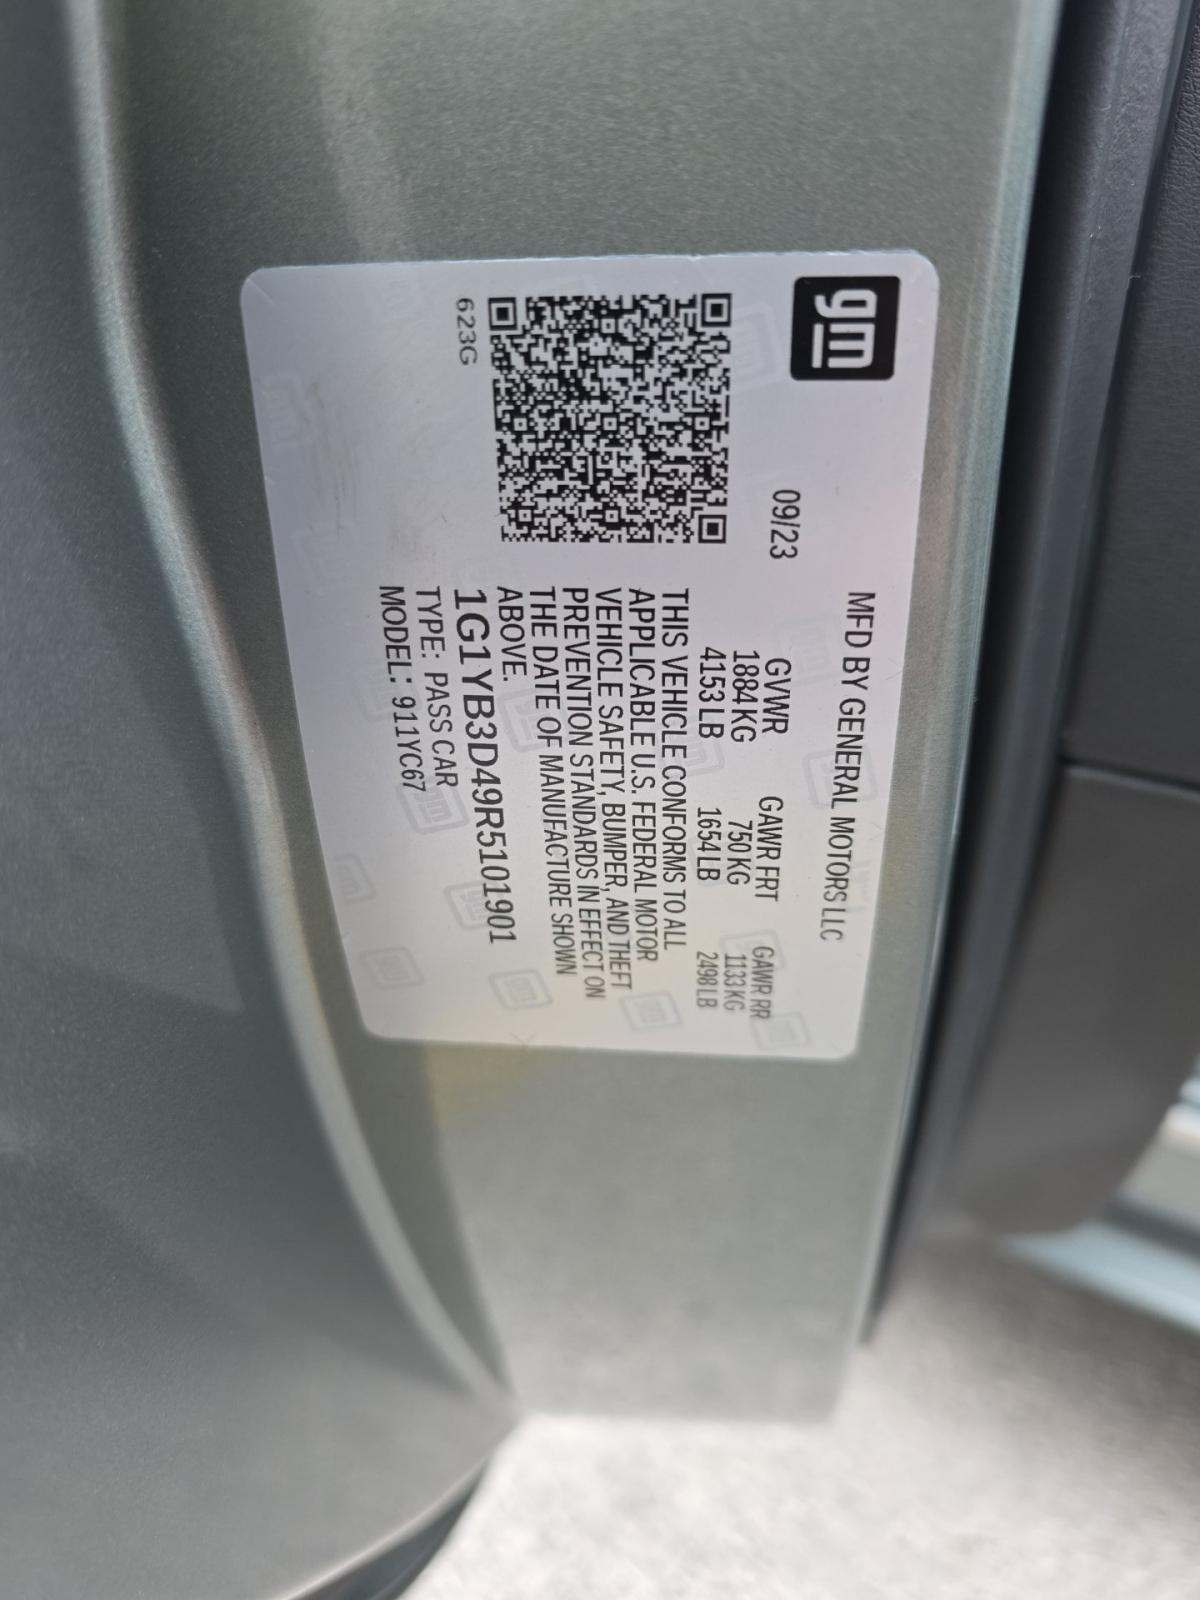 gm
MFD BY GENERAL MOTORS LLC
09/23 GVWR GAWR FRT GAWR RR
1884 KG 750 KG 1133 KG
4153 LB 1654 LB 2498 LB
THIS VEHICLE CONFORMS TO ALL
APPLICABLE U.S. FEDERAL MOTOR
VEHICLE SAFETY, BUMPER, AND THEFT
PREVENTION STANDARDS IN EFFECT ON
THE DATE OF MANUFACTURE SHOWN
ABOVE.
1G1YB3D49R5101901
TYPE: PASS CAR
MODEL: 911YC67
623G